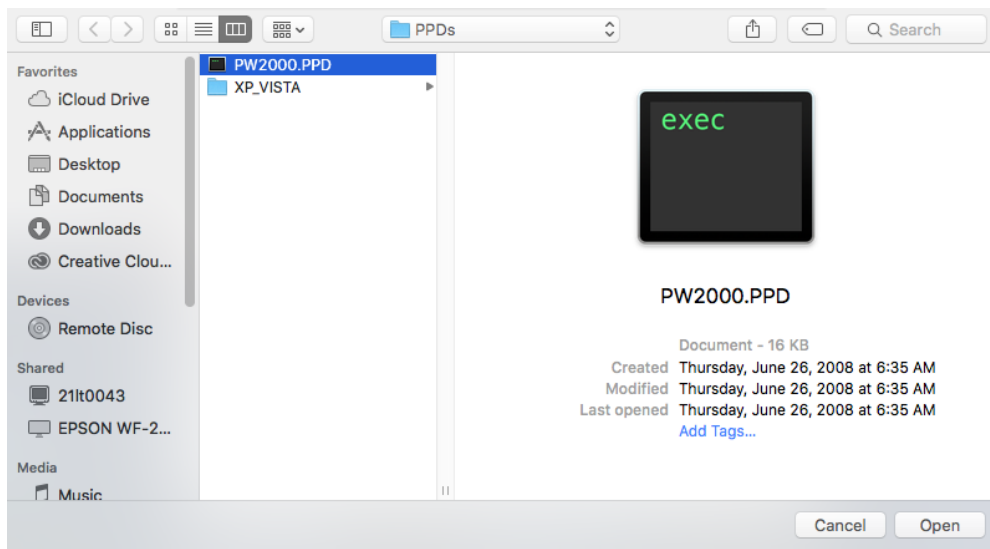 PPDs
Search
Favorites
iCloud Drive
Applications
Desktop
Documents
Downloads
Creative Clou...
Devices
Remote Disc
Shared
21lt0043
EPSON WF-2...
Media
Music
PW2000.PPD
XP_VISTA
exec
PW2000.PPD
Document - 16 KB
Created Thursday, June 26, 2008 at 6:35 AM
Modified Thursday, June 26, 2008 at 6:35 AM
Last opened Thursday, June 26, 2008 at 6:35 AM
Add Tags...
Cancel
Open